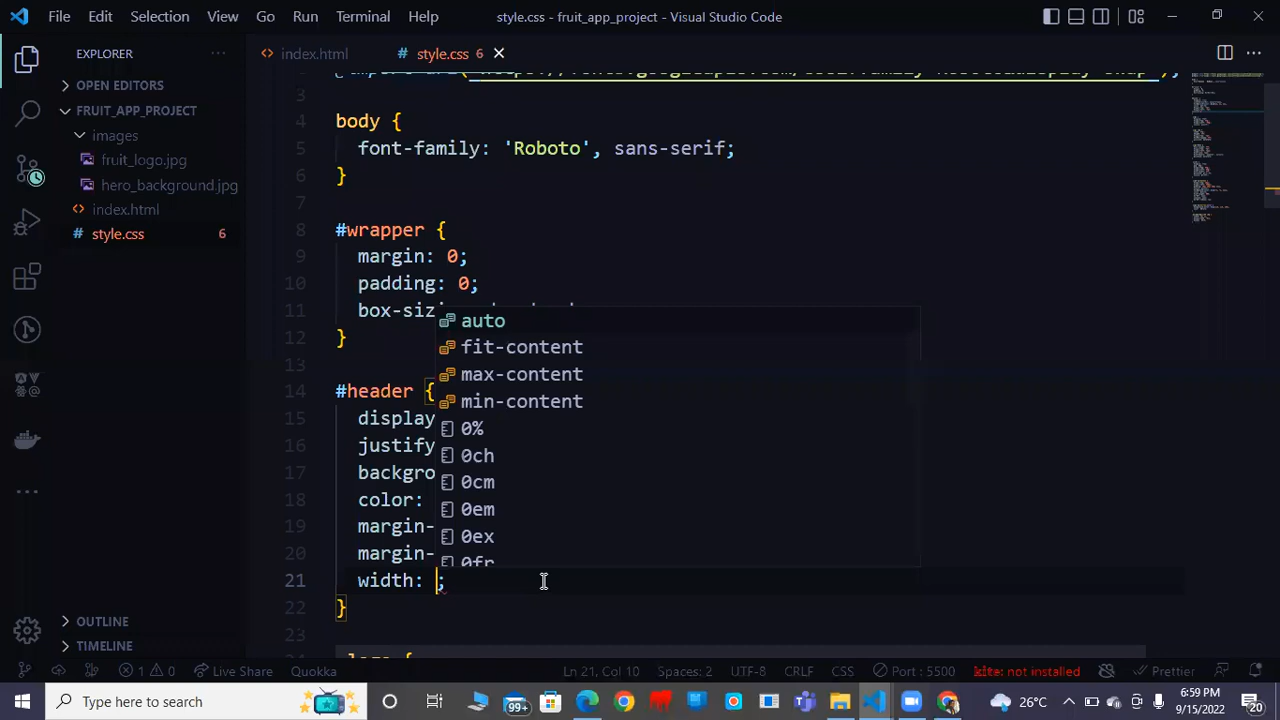 File Edit Selection View Go Run Terminal Help style.css - fruit_app_project - Visual Studio Code
EXPLORER
index.html
style.css 6
OPEN EDITORS
FRUIT_APP_PROJECT
images
fruit_logo.jpg
hero_background.jpg
index.html
style.css 6
OUTLINE
TIMELINE
3
4 body {
5 font-family: 'Roboto', sans-serif;
6 }
7
8 #wrapper {
9 margin: 0;
10 padding: 0;
11 box-siz
12 }
13
14 #header {
15 display
16 justify
17 backgro
18 color:
19 margin-
20 margin-
21 width: ;
22 }
23
auto
fit-content
max-content
min-content
0%
0ch
0cm
0em
0ex
0fr
1 0 Live Share Quokka Ln 21, Col 10 Spaces: 2 UTF-8 CRLF CSS Port : 5500 kite: not installed Prettier
Type here to search 99+ 26°C 6:59 PM
9/15/2022 20